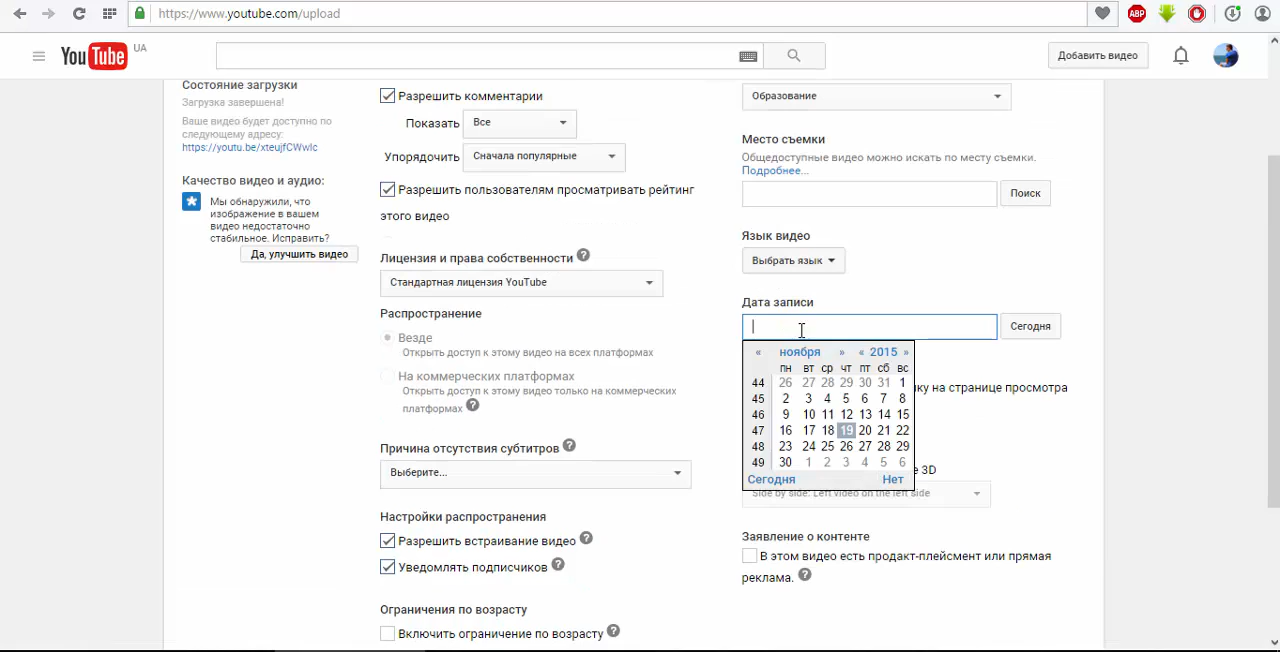 https://www.youtube.com/upload
ABP
You Tube UA
Добавить видео
Состояние загрузки
Загрузка завершена!
Ваше видео будет доступно по
следующему адресу:
https://youtu.be/xteujfCWwIc
Качество видео и аудио:
Мы обнаружили, что
изображение в вашем
видео недостаточно
стабильное. Исправить?
Да, улучшить видео
Разрешить комментарии
Показать Все
Упорядочить Сначала популярные
Разрешить пользователям просматривать рейтинг
этого видео
Лицензия и права собственности ?
Стандартная лицензия YouTube
Распространение
Везде
Открыть доступ к этому видео на всех платформах
На коммерческих платформах
Открыть доступ к этому видео только на коммерческих
платформах ?
Причина отсутствия субтитров ?
Выберите...
Настройки распространения
Разрешить встраивание видео ?
Уведомлять подписчиков ?
Ограничения по возрасту
Включить ограничение по возрасту ?
Образование
Место съемки
Общедоступные видео можно искать по месту съемки.
Подробнее...
Поиск
Язык видео
Выбрать язык
Дата записи
Сегодня
« ноября » « 2015 »
пн вт ср чт пт сб вс
44 26 27 28 29 30 31 1
45 2 3 4 5 6 7 8
46 9 10 11 12 13 14 15
47 16 17 18 19 20 21 22
48 23 24 25 26 27 28 29
49 30 1 2 3 4 5 6
Сегодня Нет
на странице просмотра
3D
Side by side: Left video on the left side
Заявление о контенте
В этом видео есть продакт-плейсмент или прямая
реклама. ?